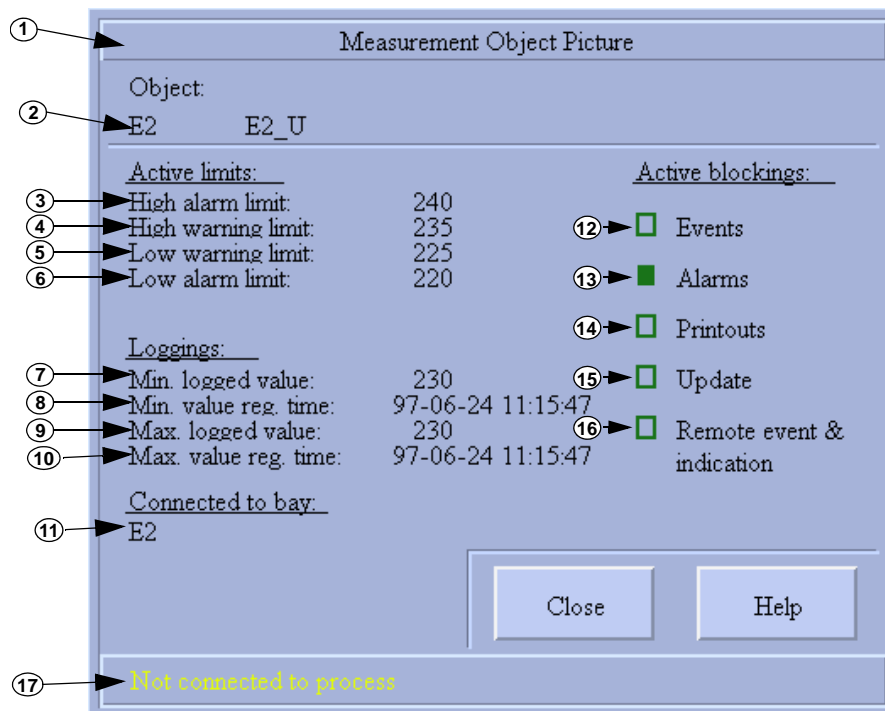 1 Measurement Object Picture
Object:
2 E2 E2_U
Active limits:
3 High alarm limit: 240
4 High warning limit: 235
5 Low warning limit: 225
6 Low alarm limit: 220
Loggings:
7 Min. logged value: 230
8 Min. value reg. time: 97-06-24 11:15:47
9 Max. logged value: 230
10 Max. value reg. time: 97-06-24 11:15:47
Connected to bay:
11 E2
Active blockings:
12 Events
13 Alarms
14 Printouts
15 Update
16 Remote event &
indication
Close Help
17 Not connected to process